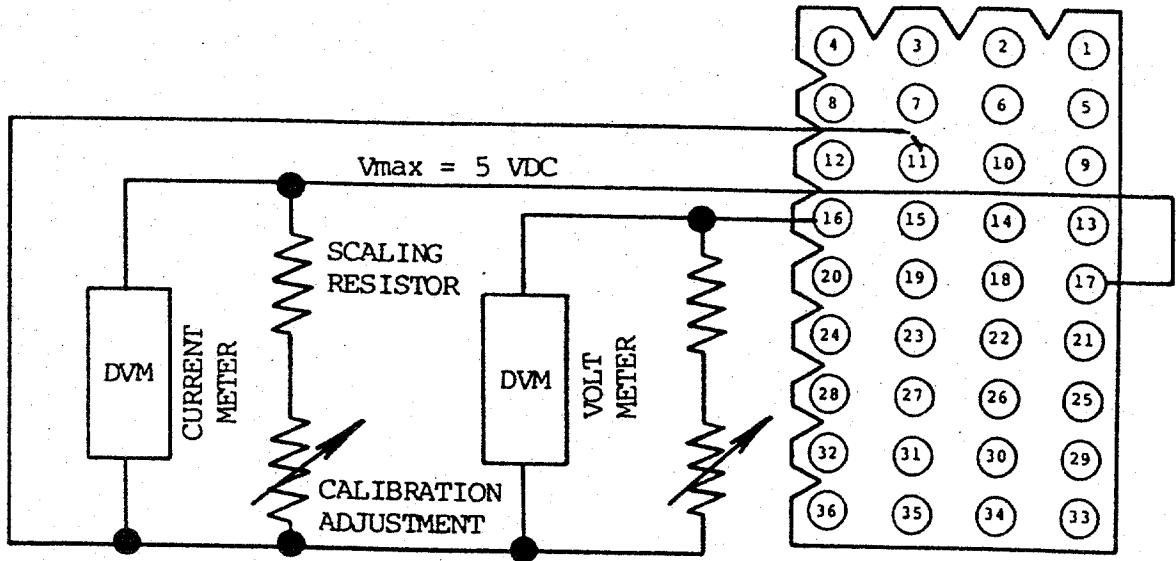 4 3 2 1
8 7 6 5
12 11 10 9
Vmax = 5 VDC
16 15 14 13
SCALING
RESISTOR
20 19 18 17
DVM
CURRENT
METER
DVM
VOLT
METER
24 23 22 21
28 27 26 25
32 31 30 29
CALIBRATION
ADJUSTMENT
36 35 34 33